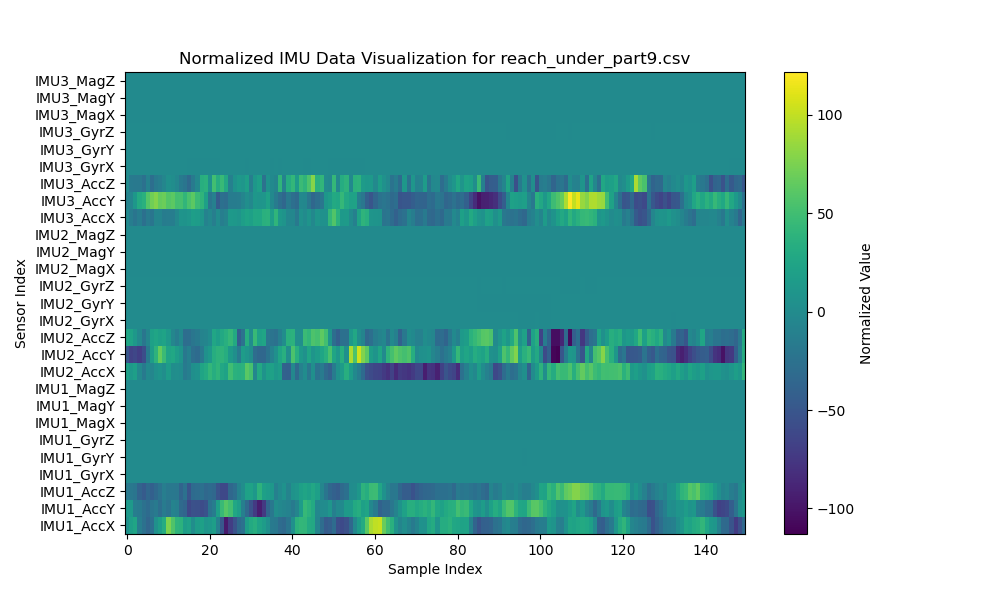 Normalized IMU Data Visualization for reach_under_part9.csv
IMU3_MagZ
IMU3_MagY
IMU3_MagX
IMU3_GyrZ
IMU3_GyrY
IMU3_GyrX
IMU3_AccZ
IMU3_AccY
IMU3_AccX
IMU2_MagZ
IMU2_MagY
IMU2_MagX
IMU2_GyrZ
IMU2_GyrY
IMU2_GyrX
IMU2_AccZ
IMU2_AccY
IMU2_AccX
IMU1_MagZ
IMU1_MagY
IMU1_MagX
IMU1_GyrZ
IMU1_GyrY
IMU1_GyrX
IMU1_AccZ
IMU1_AccY
IMU1_AccX
Sensor Index
0 20 40 60 80 100 120 140
Sample Index
100
50
0
−50
−100
Normalized Value